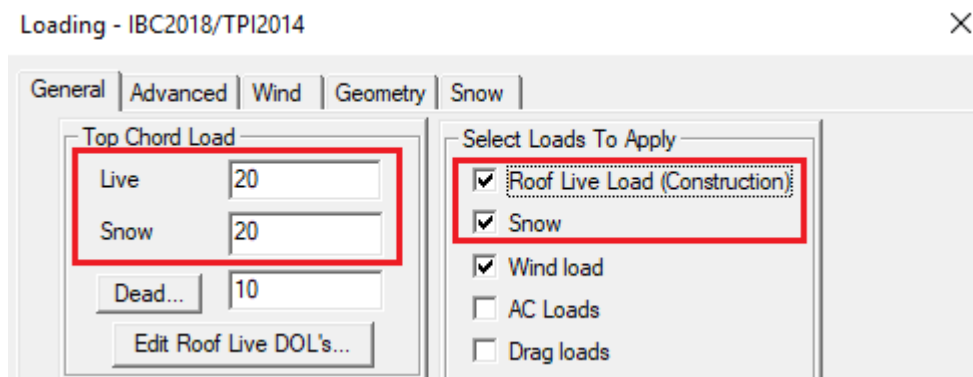 Loading - IBC2018/TPI2014
General Advanced Wind Geometry Snow
Top Chord Load
Live 20
Snow 20
Dead... 10
Edit Roof Live DOL's...
Select Loads To Apply
Roof Live Load (Construction)
Snow
Wind load
AC Loads
Drag loads